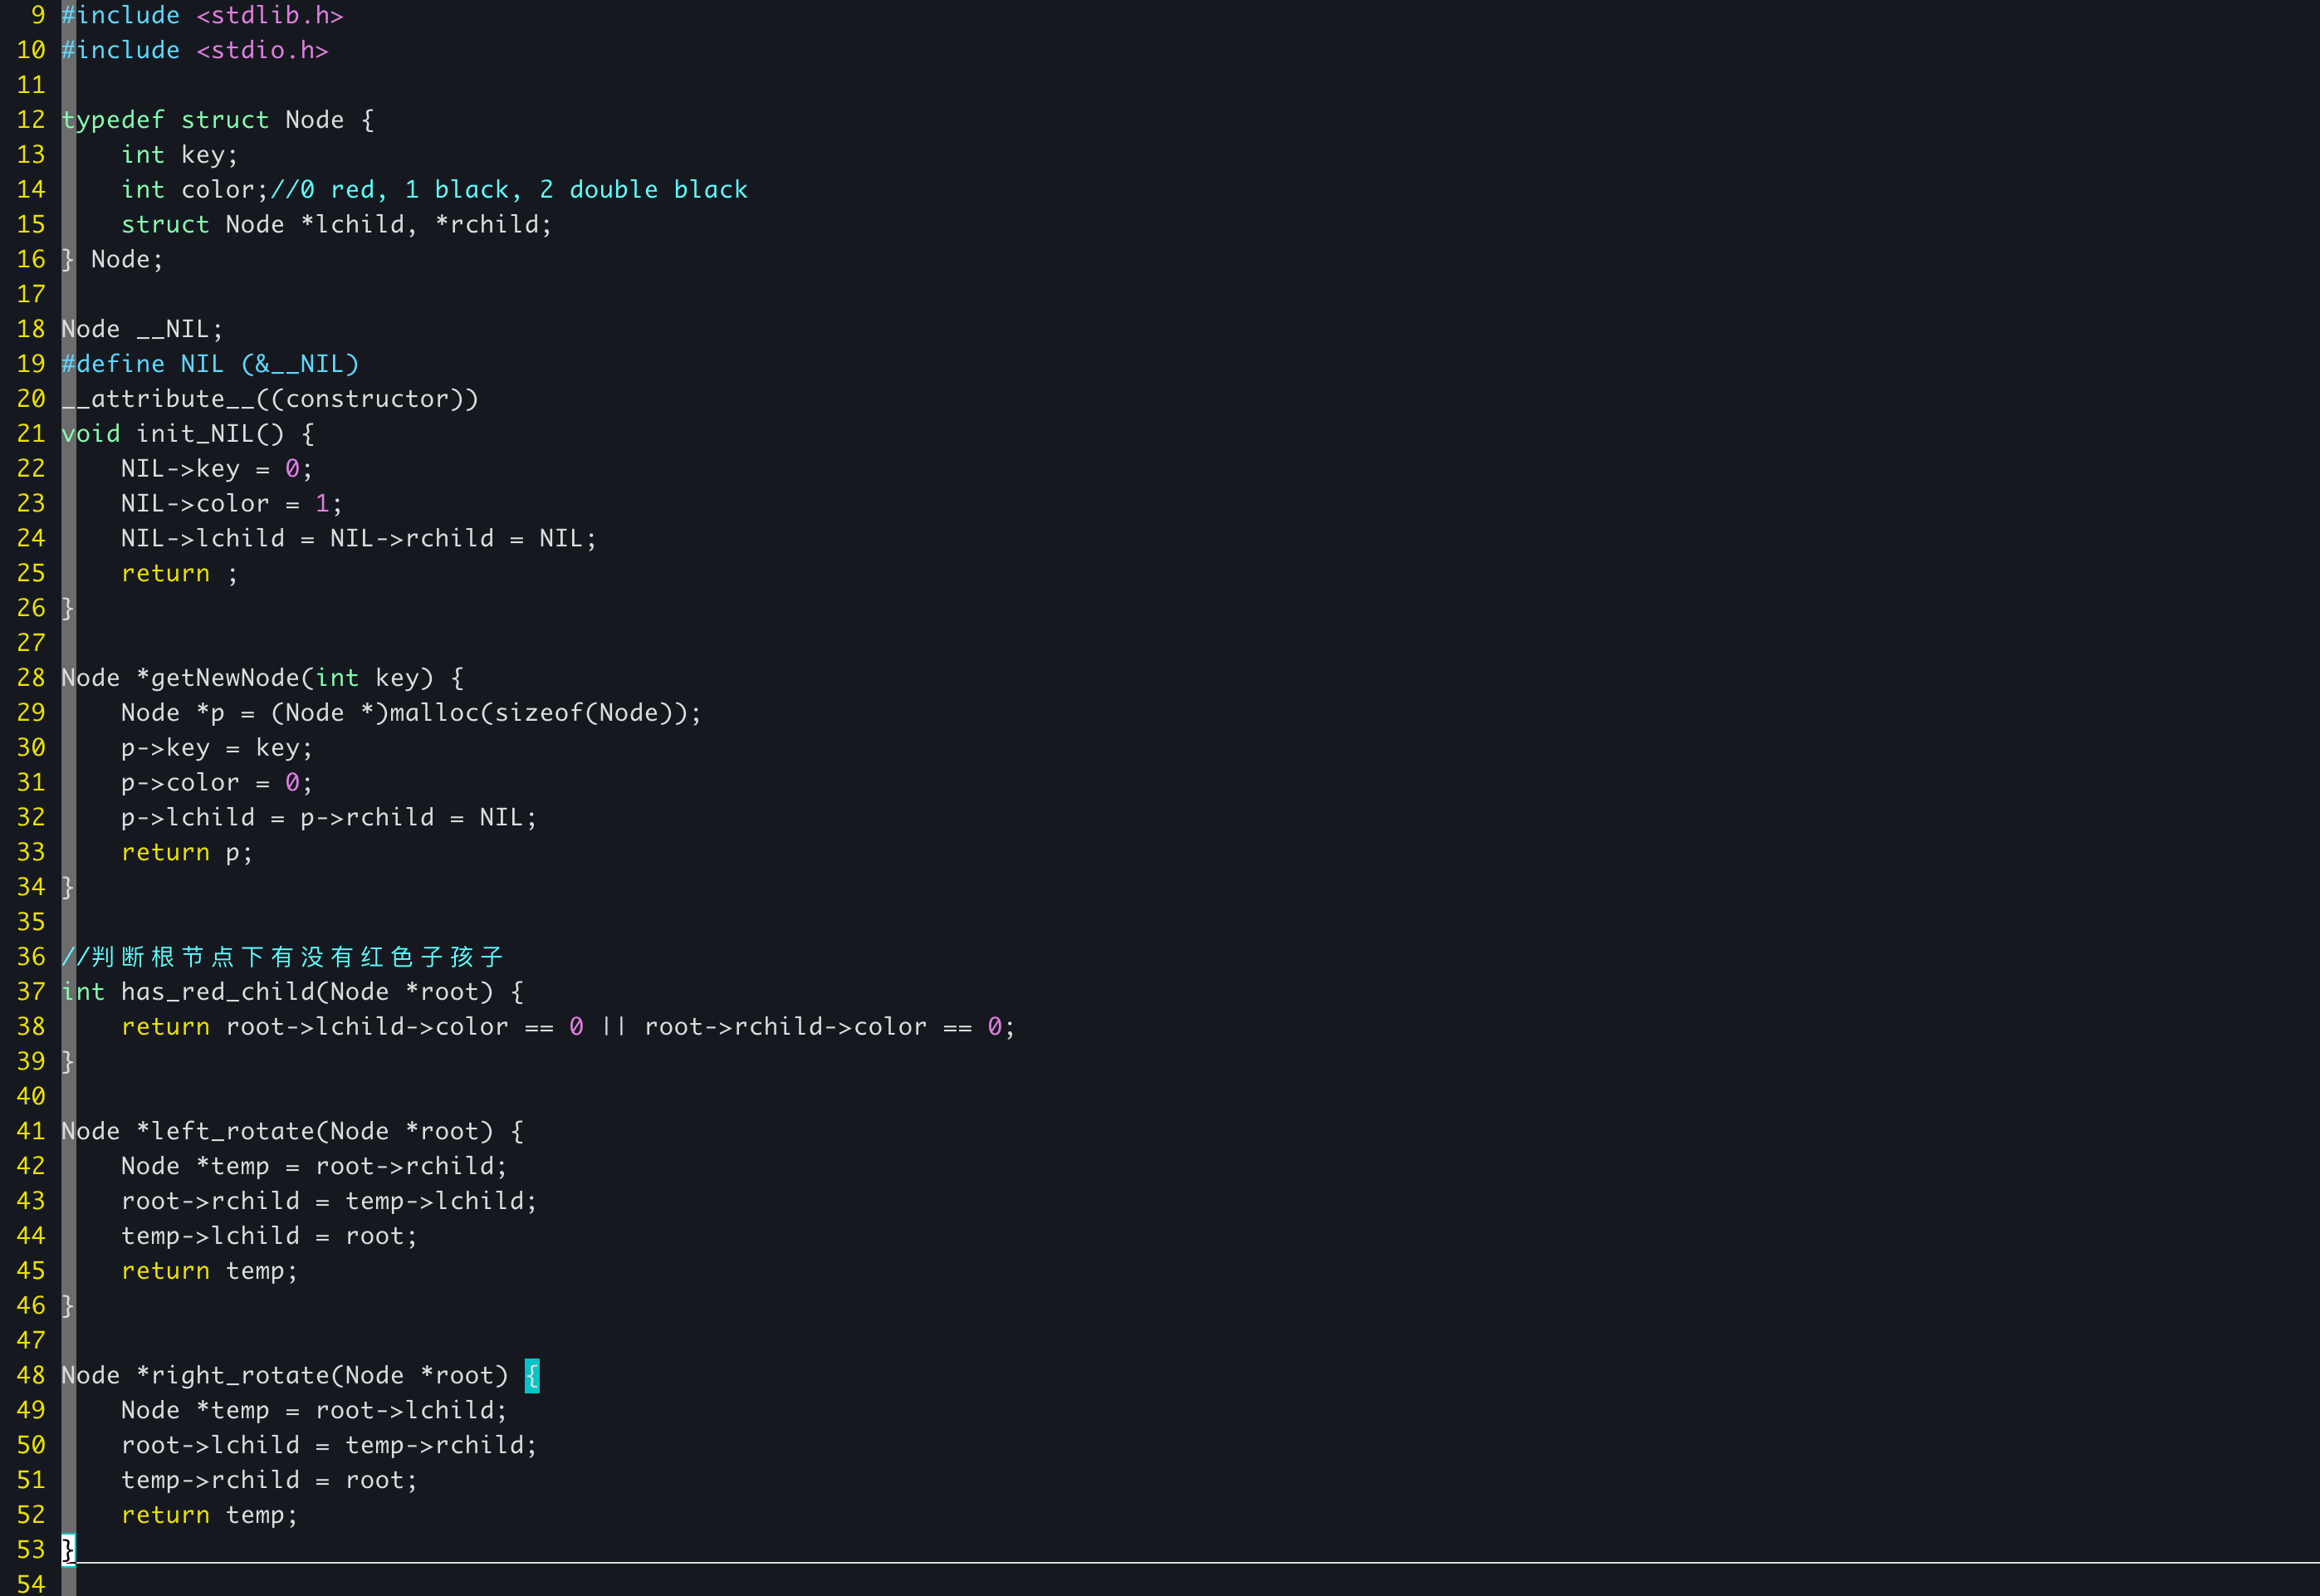 9 #include <stdlib.h>
10 #include <stdio.h>
11
12 typedef struct Node {
13     int key;
14     int color;//0 red, 1 black, 2 double black
15     struct Node *lchild, *rchild;
16 } Node;
17
18 Node __NIL;
19 #define NIL (&__NIL)
20 __attribute__((constructor))
21 void init_NIL() {
22     NIL->key = 0;
23     NIL->color = 1;
24     NIL->lchild = NIL->rchild = NIL;
25     return ;
26 }
27
28 Node *getNewNode(int key) {
29     Node *p = (Node *)malloc(sizeof(Node));
30     p->key = key;
31     p->color = 0;
32     p->lchild = p->rchild = NIL;
33     return p;
34 }
35
36 //判断根节点下有没有红色子孩子
37 int has_red_child(Node *root) {
38     return root->lchild->color == 0 || root->rchild->color == 0;
39 }
40
41 Node *left_rotate(Node *root) {
42     Node *temp = root->rchild;
43     root->rchild = temp->lchild;
44     temp->lchild = root;
45     return temp;
46 }
47
48 Node *right_rotate(Node *root) {
49     Node *temp = root->lchild;
50     root->lchild = temp->rchild;
51     temp->rchild = root;
52     return temp;
53 }
54